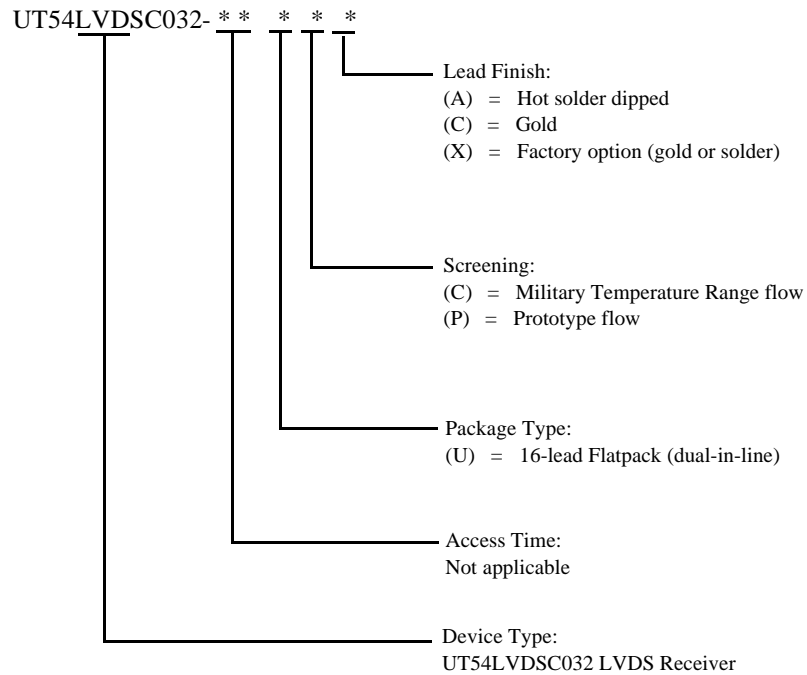 UT54LVDSC032- * * * * *
Lead Finish:
(A) = Hot solder dipped
(C) = Gold
(X) = Factory option (gold or solder)
Screening:
(C) = Military Temperature Range flow
(P) = Prototype flow
Package Type:
(U) = 16-lead Flatpack (dual-in-line)
Access Time:
Not applicable
Device Type:
UT54LVDSC032 LVDS Receiver